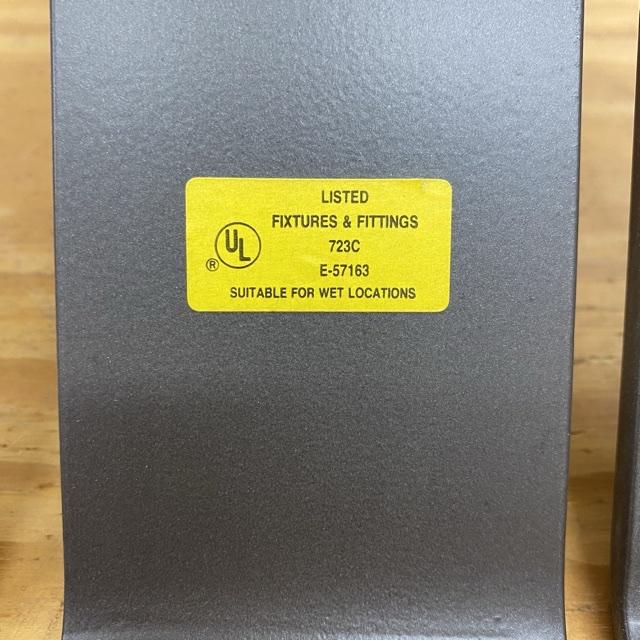 LISTED
FIXTURES & FITTINGS
UL
®
723C
E-57163
SUITABLE FOR WET LOCATIONS